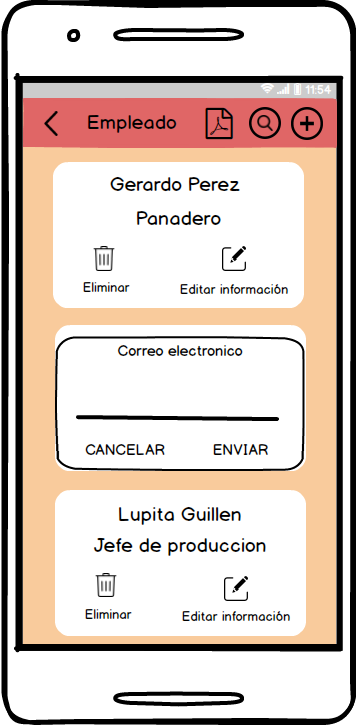 11:54
Empleado
Gerardo Perez
Panadero
Eliminar Editar información
Correo electronico
CANCELAR ENVIAR
Lupita Guillen
Jefe de produccion
Eliminar Editar información